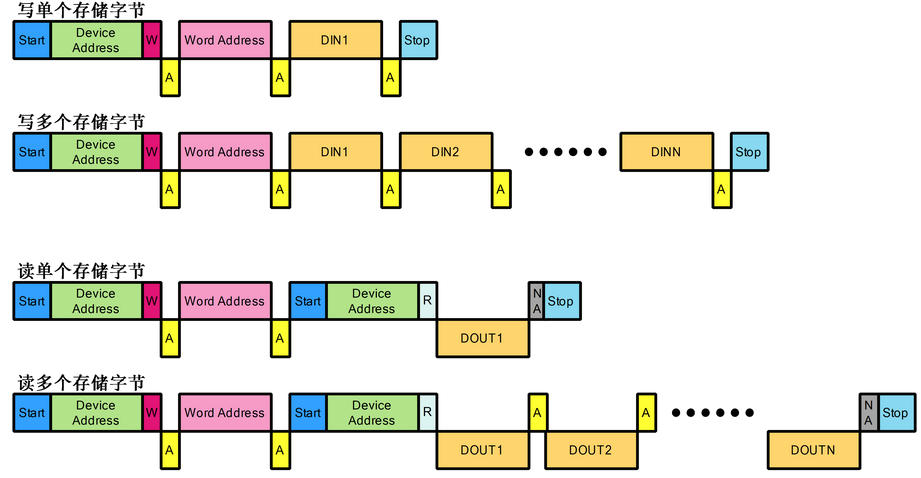 写单个存储字节
Start Device Address W Word Address DIN1 Stop
A A A
写多个存储字节
Start Device Address W Word Address DIN1 DIN2 DINN Stop
A A A A A
读单个存储字节
Start Device Address W Word Address Start Device Address R NA Stop
A A DOUT1
读多个存储字节
Start Device Address W Word Address Start Device Address R A A NA Stop
A A DOUT1 DOUT2 DOUTN